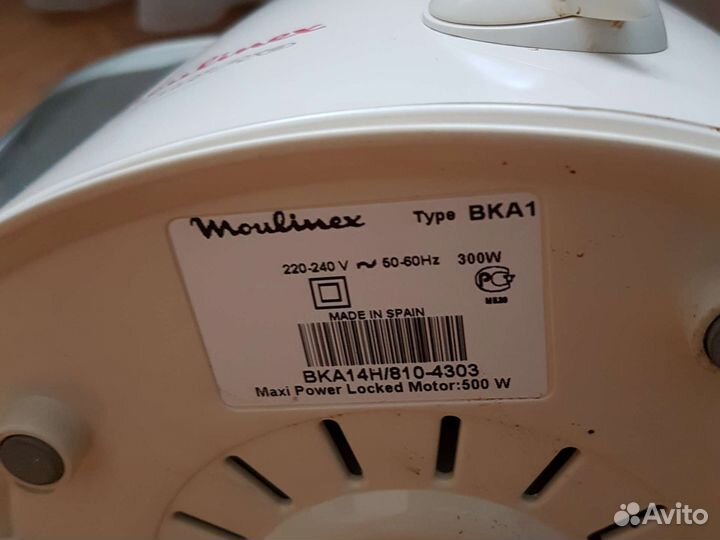 Moulinex
Moulinex Type BKA1
220-240 V ~ 50-60Hz 300W
MADE IN SPAIN
BKA14H/810-4303
Maxi Power Locked Motor:500 W
Avito